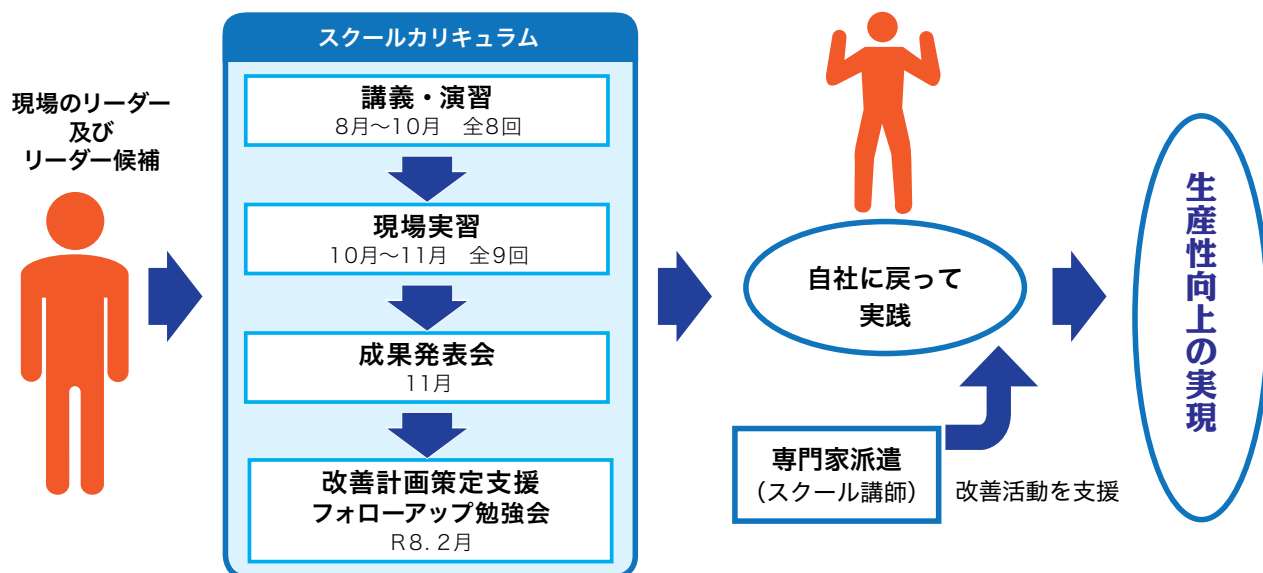 現場のリーダー
及び
リーダー候補
スクールカリキュラム
講義・演習
8月〜10月　全8回
現場実習
10月〜11月　全9回
成果発表会
11月
改善計画策定支援
フォローアップ勉強会
R8. 2月
自社に戻って
実践
専門家派遣
（スクール講師）
改善活動を支援
生産性向上の実現